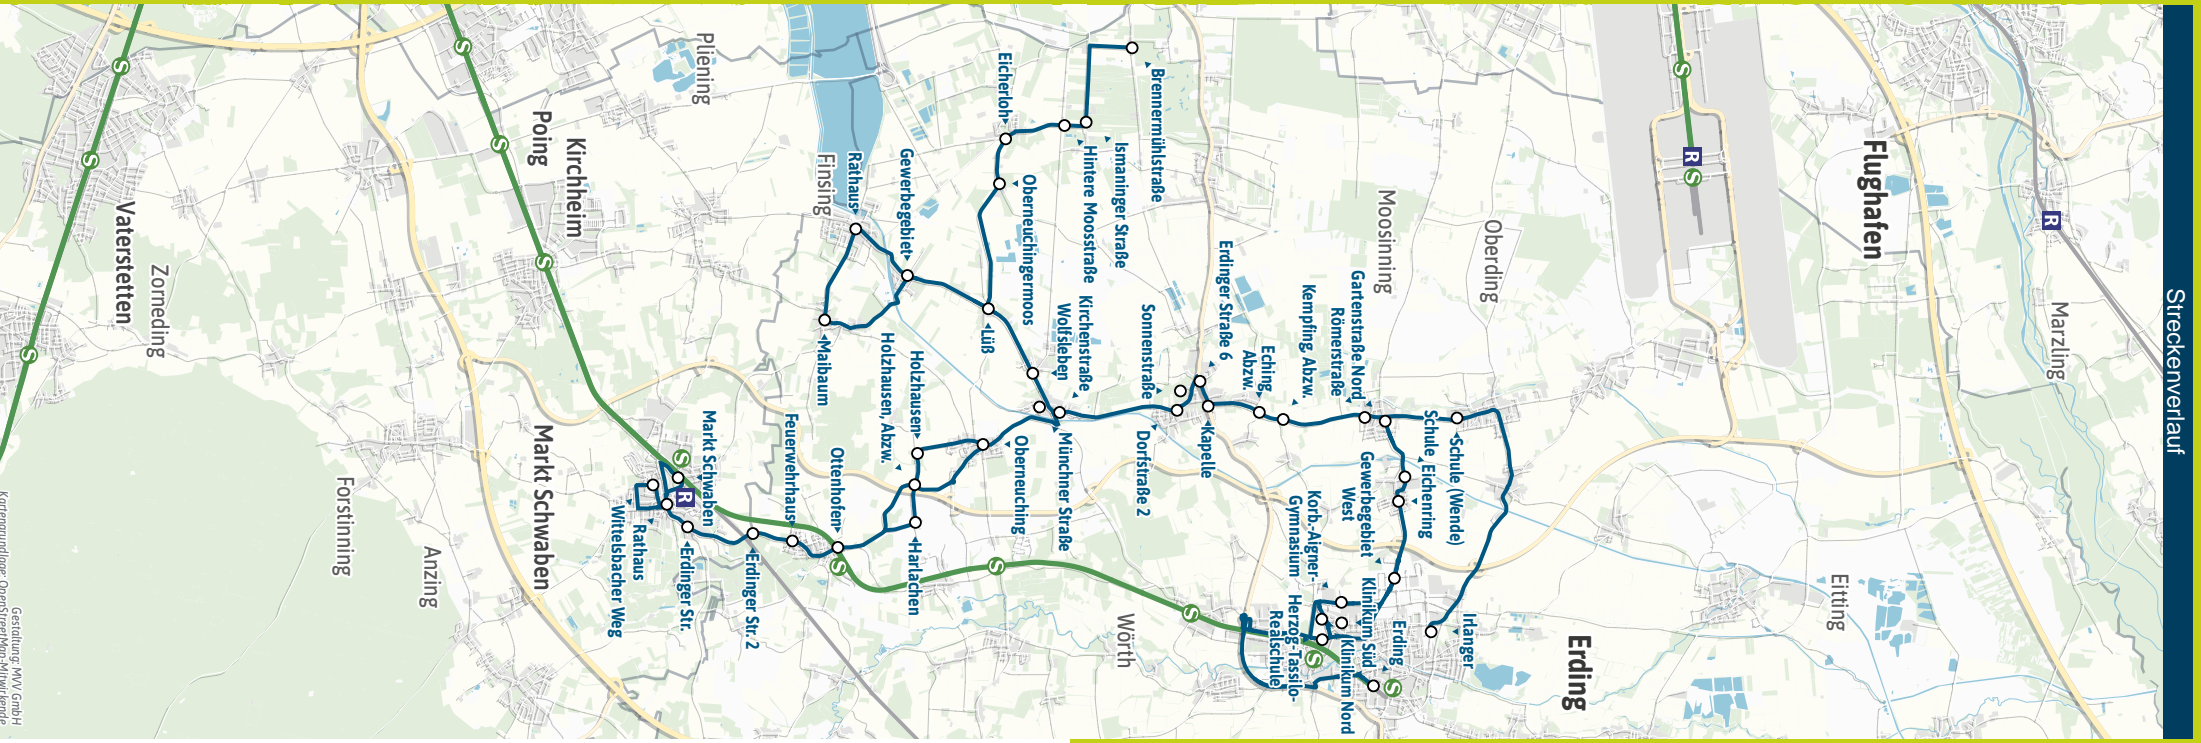 Streckenverlauf
Marzling
R
Flughafen
Eitting
Oberding
S
R
S
Erding
Moosinning
Irlanger
Schule (Wende)
Schule, Eichenring
Erding
S
Gartenstraße Nord
Römerstraße
Gewerbegebiet
West
Klinikum Süd
Klinikum Nord
Kempfing, Abzw.
Korb.-Aigner-
Gymnasium
S
Herzog-Tassilo-
Realschule
Eching
Abzw.
Erdinger Straße 6
Kapelle
S
Brennermühlstraße
Sonnenstraße
Dorfstraße 2
Wörth
Ismaninger Straße
Hintere Moosstraße
Kirchenstraße
Wolfsleben
Münchner Straße
Oberneuchingermoos
Oberneuching
Eicherloh
Lüß
S
Gewerbegebiet
Holzhausen
Holzhausen, Abzw.
Harlachen
Rathaus
Finsing
Maibaum
Ottenhofen
S
Feuerwehrhaus
Erdinger Str. 2
Pliening
Markt Schwaben
S
R
Erdinger Str.
Rathaus
Wittelsbacher Weg
Kirchheim
Poing
S
S
S
Markt Schwaben
Anzing
Forstinning
Zorneding
Vaterstetten
S
S
S
Gestaltung: MVV GmbH
Kartengrundlage: OpenStreetMap-Mitwirkende